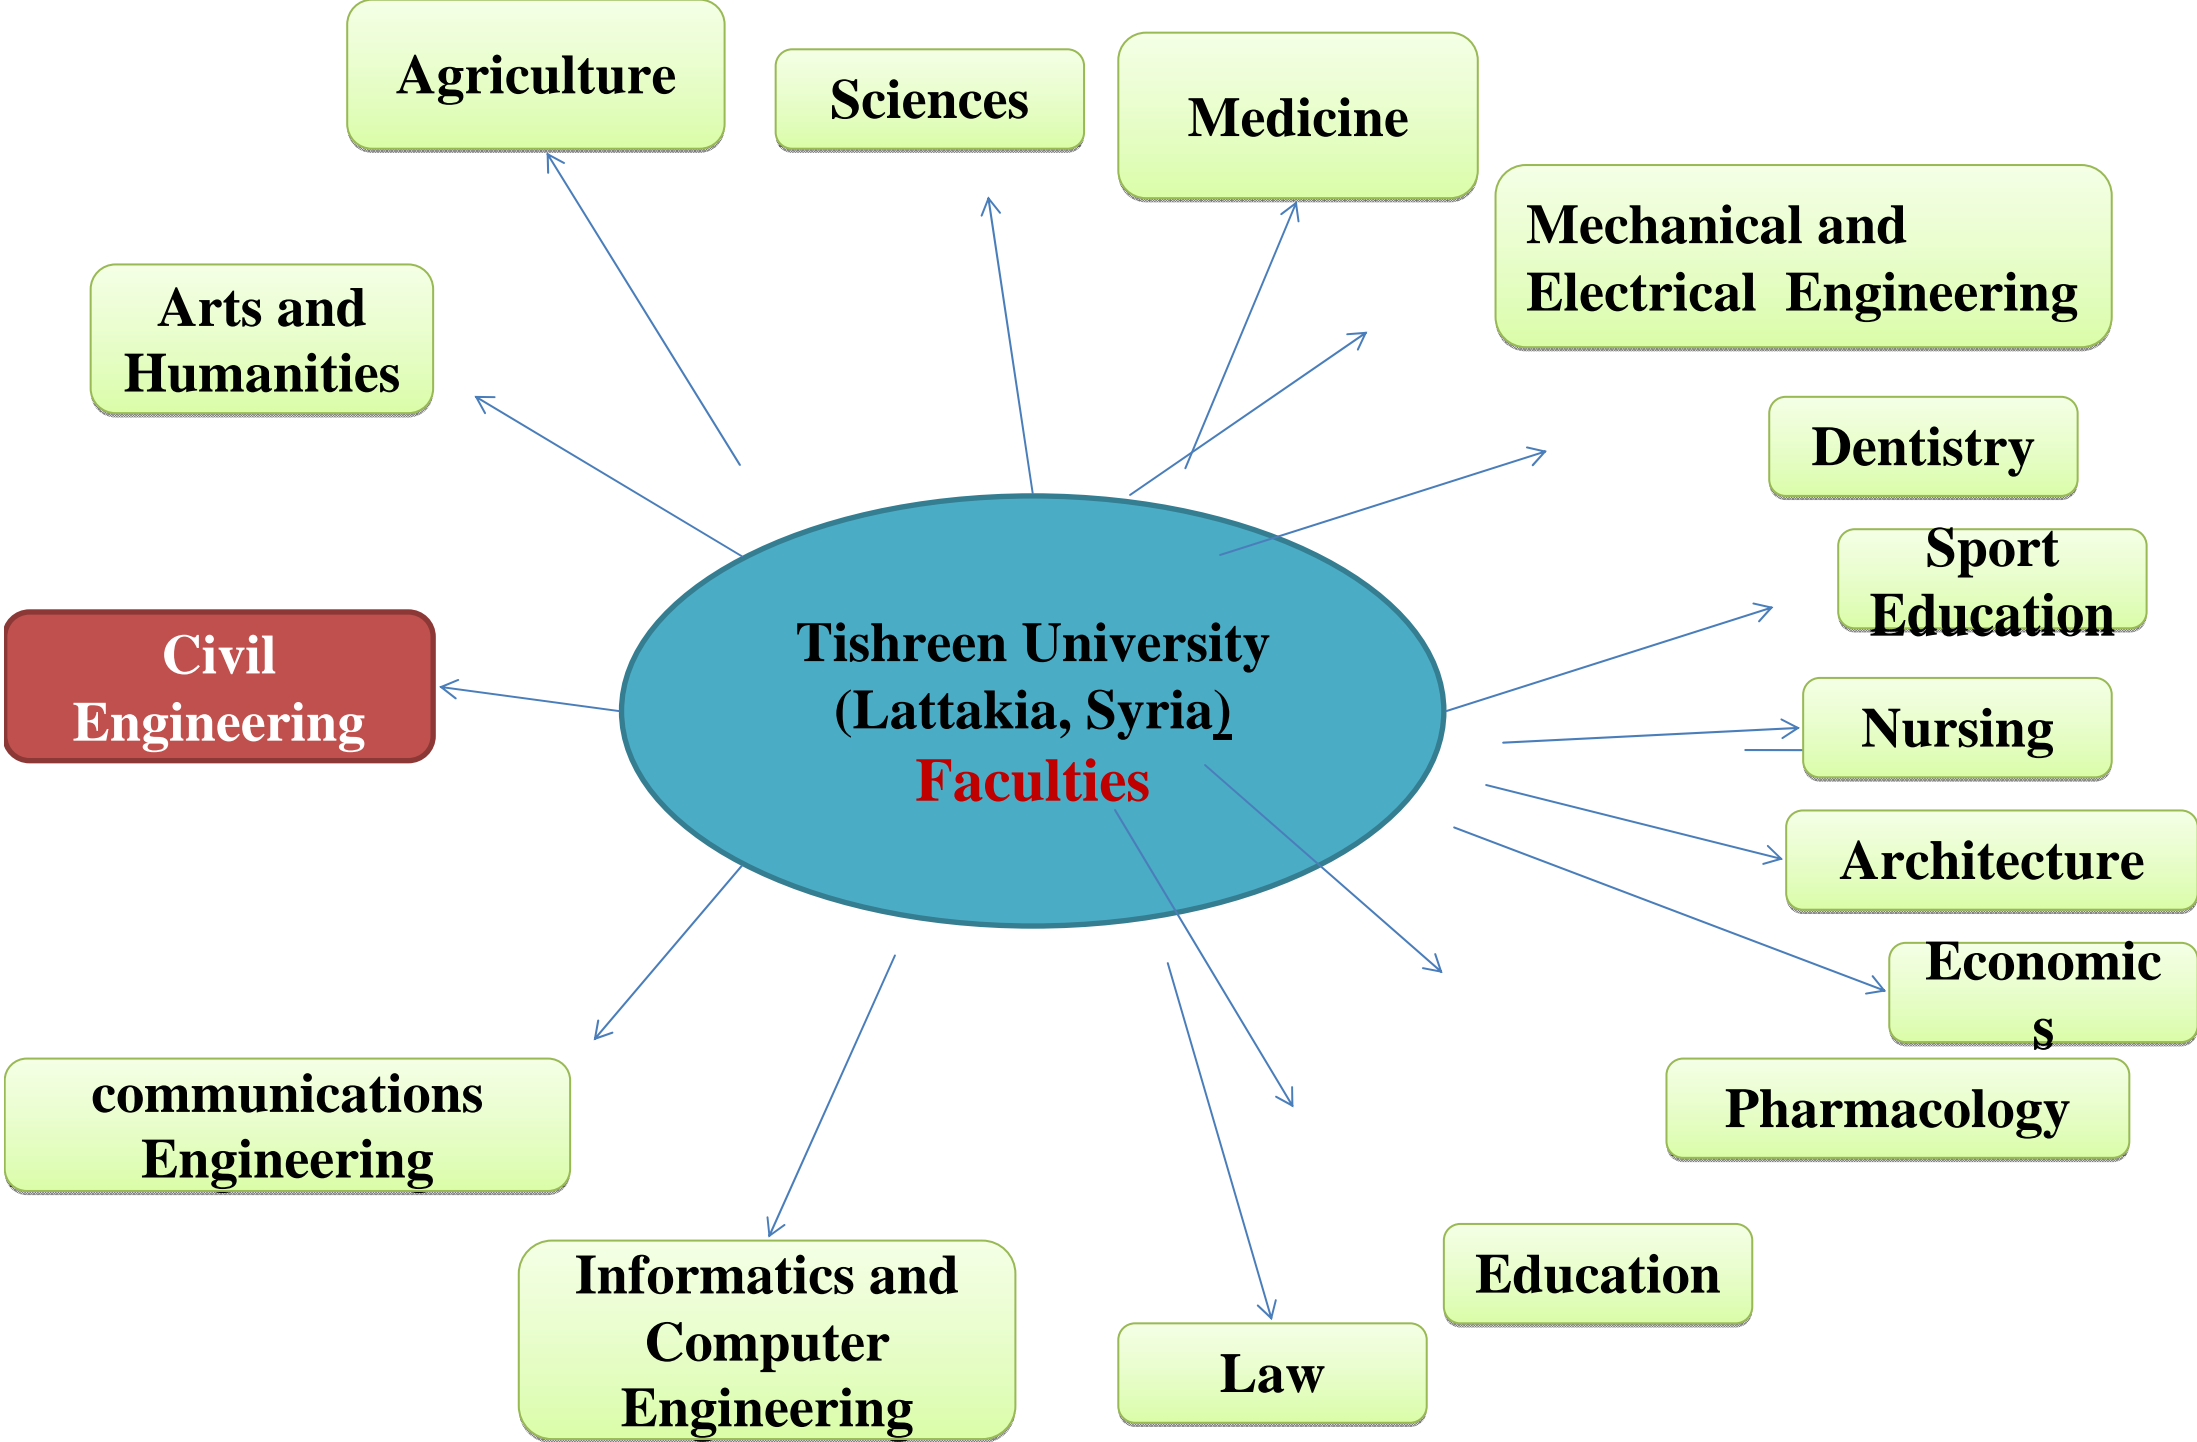 Agriculture
Sciences
Medicine
Mechanical and
Electrical  Engineering
Arts and
Humanities
Dentistry
Sport
Education
Civil
Engineering
Tishreen University
(Lattakia, Syria)
Faculties
Nursing
Architecture
Economic
s
communications
Engineering
Pharmacology
Informatics and
Computer
Engineering
Education
Law